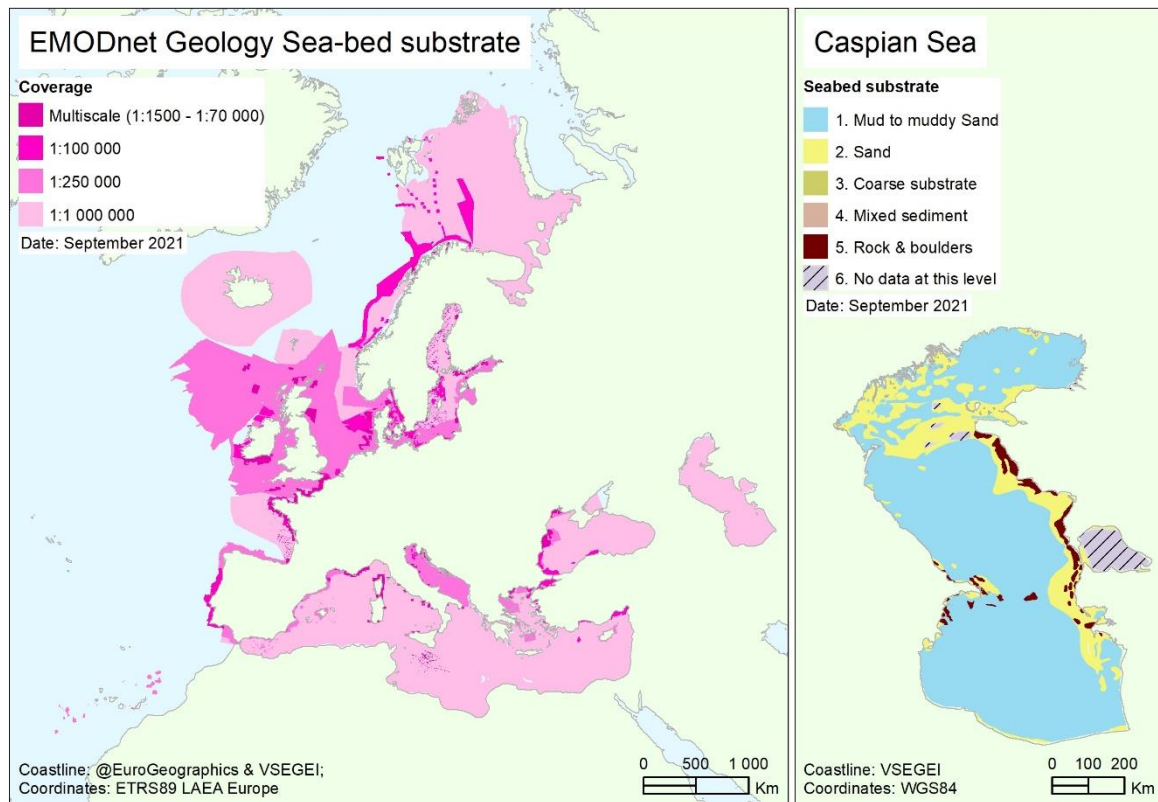 EMODnet Geology Sea-bed substrate
Coverage
Multiscale (1:1500 - 1:70 000)
1:100 000
1:250 000
1:1 000 000
Date: September 2021
Coastline: @EuroGeographics & VSEGEI;
Coordinates: ETRS89 LAEA Europe
0 500 1 000
Km
Caspian Sea
Seabed substrate
1. Mud to muddy Sand
2. Sand
3. Coarse substrate
4. Mixed sediment
5. Rock & boulders
6. No data at this level
Date: September 2021
Coastline: VSEGEI
Coordinates: WGS84
0 100 200
Km